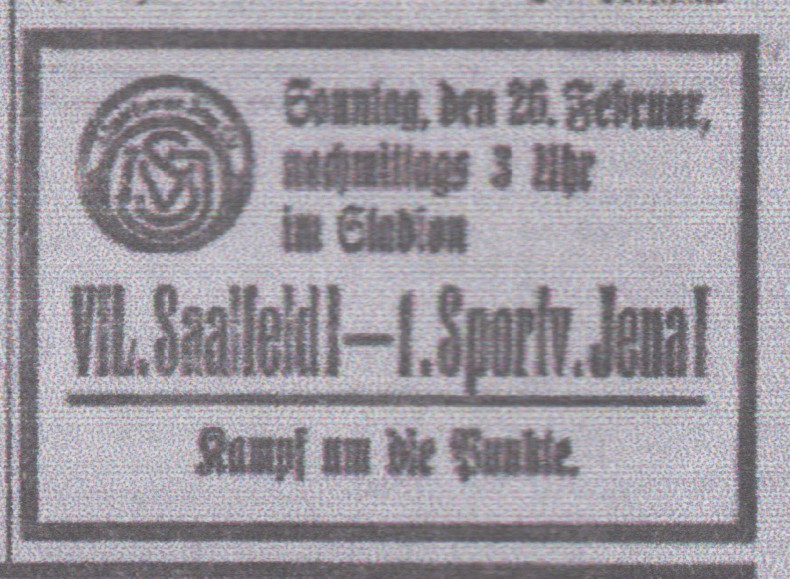 Sonntag, den 26. Februar,
nachmittags 3 Uhr
im Stadion
VfL. Saalfeld I — 1. Sportv. Jena I
Kampf um die Punkte.